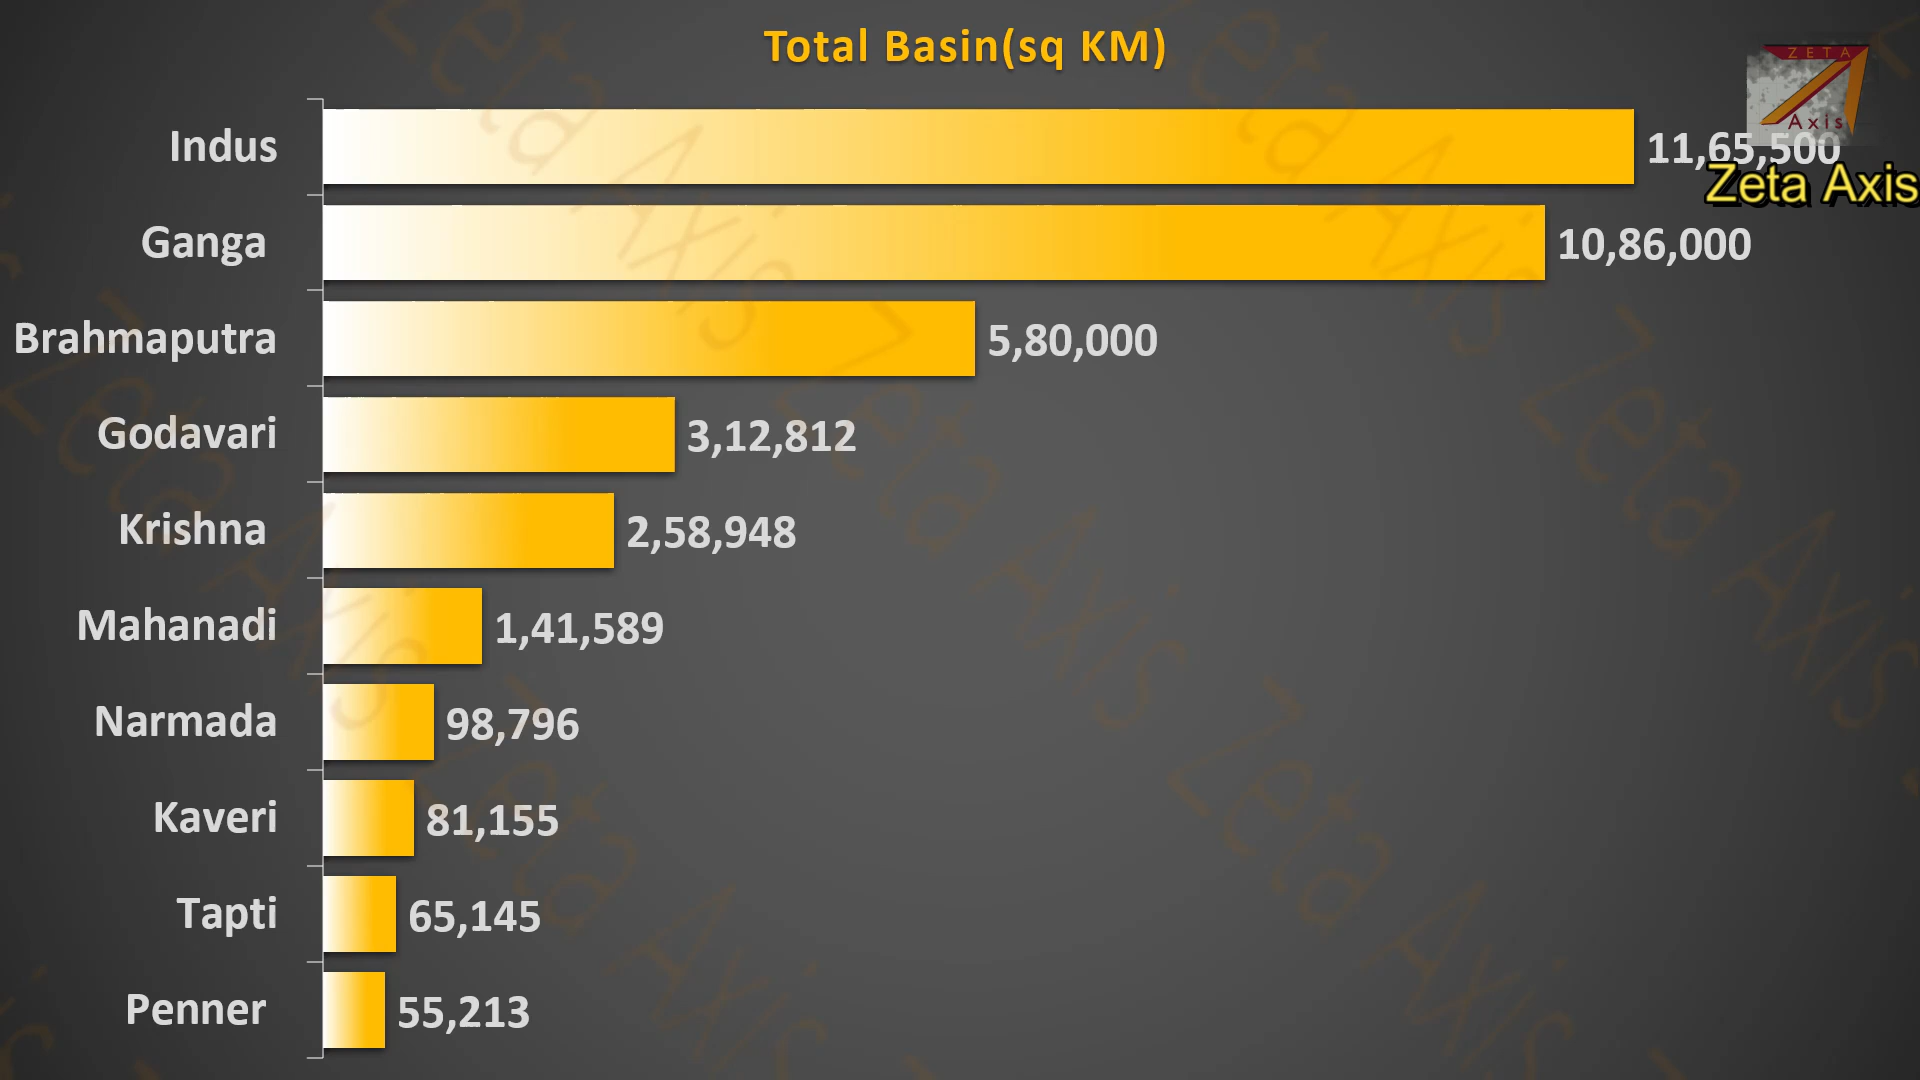 Total Basin(sq KM)
ZETA
Axis
Indus 11,65,500
Zeta Axis
Ganga 10,86,000
Brahmaputra 5,80,000
Godavari 3,12,812
Krishna 2,58,948
Mahanadi 1,41,589
Narmada 98,796
Kaveri 81,155
Tapti 65,145
Penner 55,213